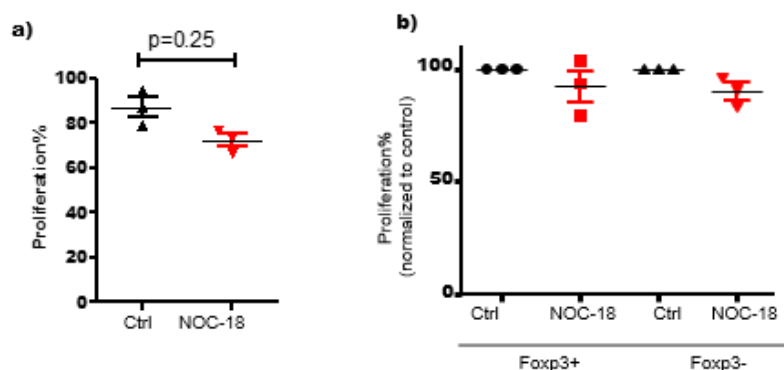 a)
p=0.25
Proliferation%
100
80
60
40
20
0
Ctrl
NOC-18
b)
Proliferation%
(normalized to control)
100
50
0
Ctrl
NOC-18
Ctrl
NOC-18
Foxp3+
Foxp3-